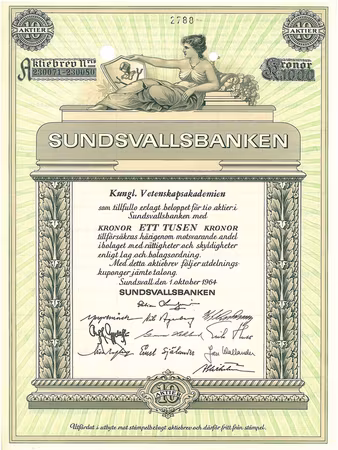 2780
10
AKTIER
10
AKTIER
Aktiebrev Nris
230071-230080
Kronor
1000
SUNDSVALLSBANKEN
Kungl. Vetenskapsakademien
som tillfullo erlagt beloppet för tio aktier i
Sundsvallsbanken med
KRONOR ETT TUSEN KRONOR
tillförsäkras härigenom motsvarande andel
i bolaget med rättigheter och skyldigheter
enligt lag och bolagsordning.
Med detta aktiebrev följer utdelnings-
kuponger jämte talong.
Sundsvall den 1 oktober 1964
SUNDSVALLSBANKEN
10
AKTIER
Utfärdat i utbyte mot stämpelbelagt aktiebrev och därför fritt från stämpel.